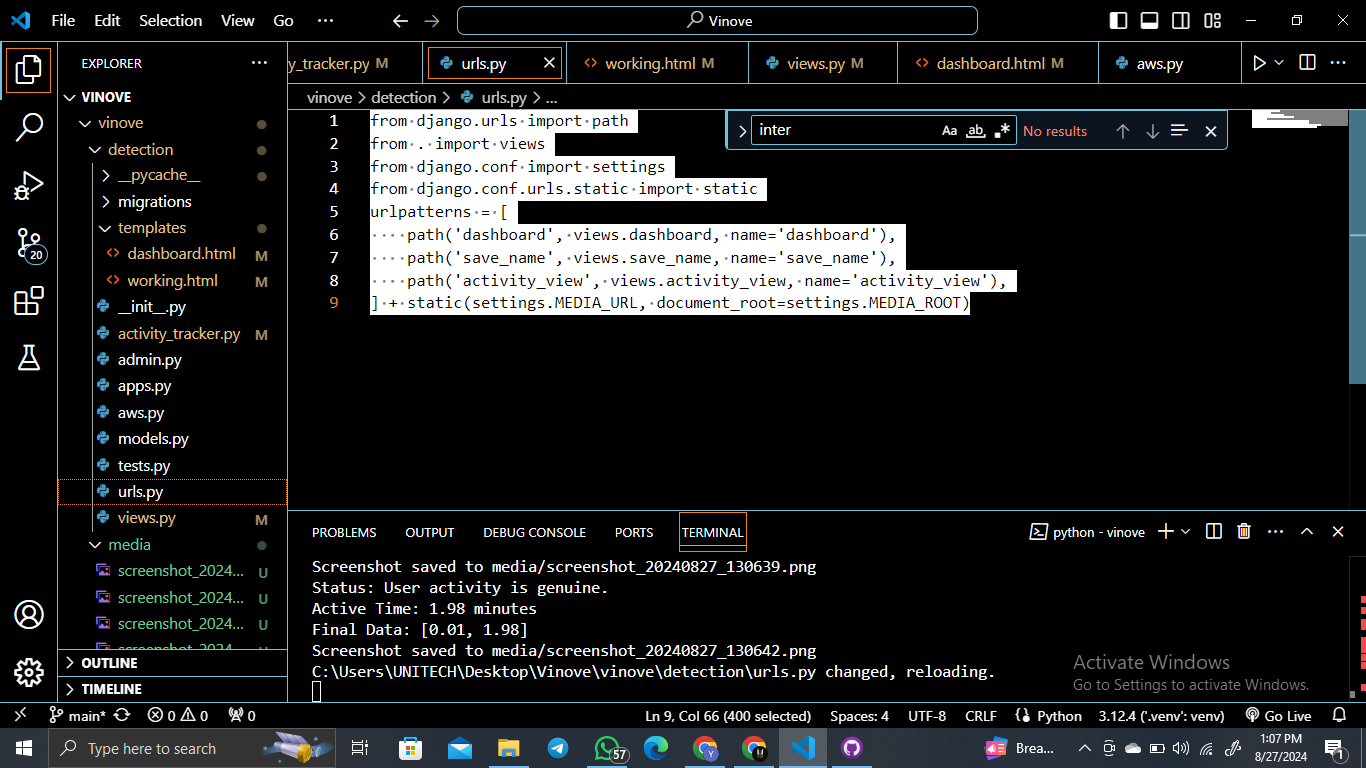 File Edit Selection View Go ··· Vinove
EXPLORER ···
y_tracker.py M urls.py working.html M views.py M dashboard.html M aws.py
VINOVE
vinove > detection > urls.py > ...
vinove
detection
__pycache__
migrations
templates
dashboard.html M
working.html M
__init__.py
activity_tracker.py M
admin.py
apps.py
aws.py
models.py
tests.py
urls.py
views.py M
media
screenshot_2024... U
screenshot_2024... U
screenshot_2024... U
screenshot_2024...
OUTLINE
TIMELINE
1 from django.urls import path
2 from . import views
3 from django.conf import settings
4 from django.conf.urls.static import static
5 urlpatterns = [
6 path('dashboard', views.dashboard, name='dashboard'),
7 path('save_name', views.save_name, name='save_name'),
8 path('activity_view', views.activity_view, name='activity_view'),
9 ] + static(settings.MEDIA_URL, document_root=settings.MEDIA_ROOT)
inter Aa ab .* No results
PROBLEMS OUTPUT DEBUG CONSOLE PORTS TERMINAL python - vinove
Screenshot saved to media/screenshot_20240827_130639.png
Status: User activity is genuine.
Active Time: 1.98 minutes
Final Data: [0.01, 1.98]
Screenshot saved to media/screenshot_20240827_130642.png
C:\Users\UNITECH\Desktop\Vinove\vinove\detection\urls.py changed, reloading.
20
Activate Windows
Go to Settings to activate Windows.
main* 0 0 0 Ln 9, Col 66 (400 selected) Spaces: 4 UTF-8 CRLF Python 3.12.4 ('.venv': venv) Go Live
Type here to search 57 Brea... 1:07 PM
8/27/2024 1